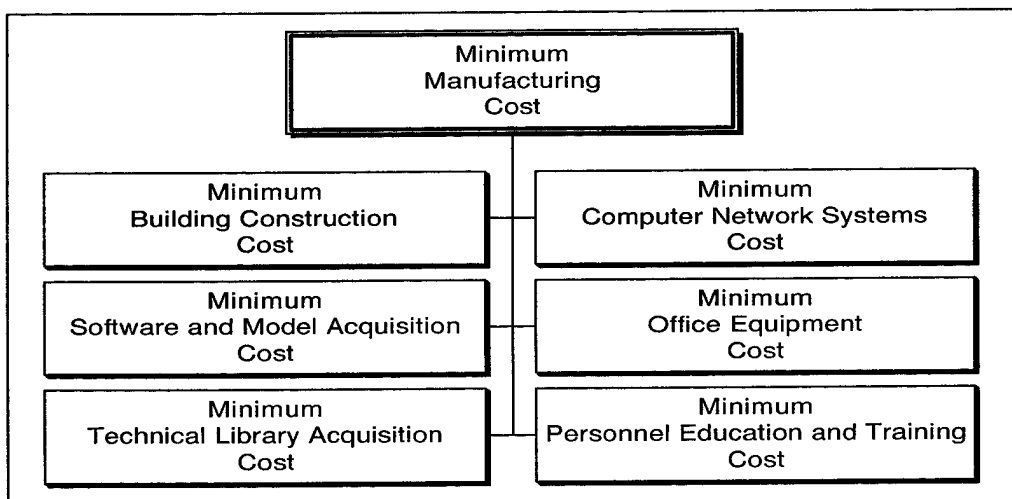 Minimum
Manufacturing
Cost
Minimum
Building Construction
Cost
Minimum
Computer Network Systems
Cost
Minimum
Software and Model Acquisition
Cost
Minimum
Office Equipment
Cost
Minimum
Technical Library Acquisition
Cost
Minimum
Personnel Education and Training
Cost